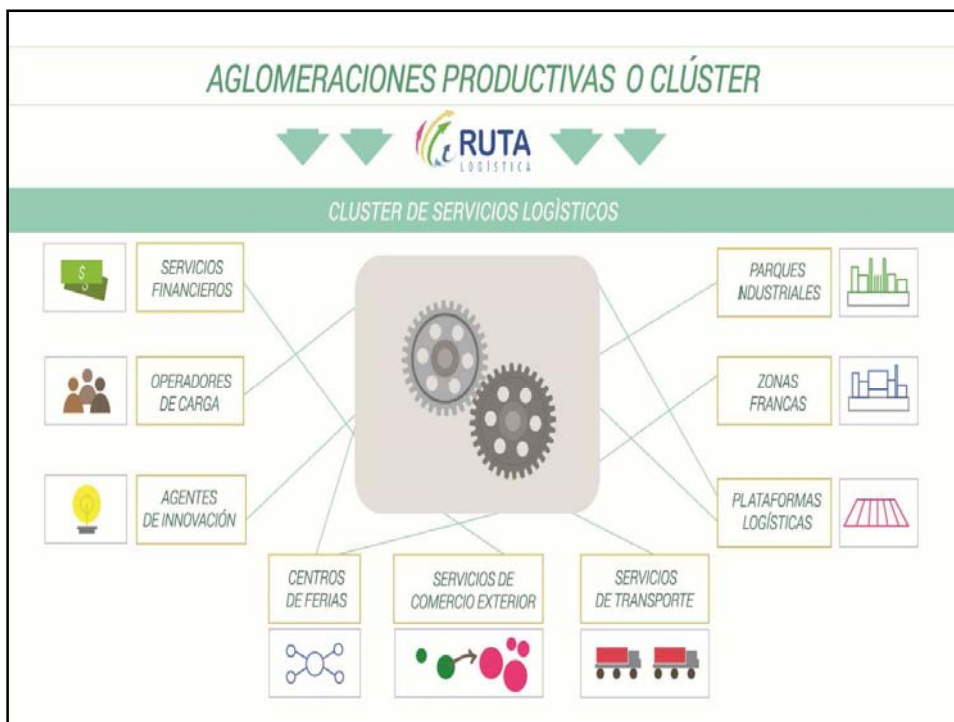 AGLOMERACIONES PRODUCTIVAS O CLÚSTER
RUTA
LOGÍSTICA
CLUSTER DE SERVICIOS LOGÌSTICOS
SERVICIOS
FINANCIEROS
$
$
OPERADORES
DE CARGA
AGENTES
DE INNOVACIÓN
PARQUES
INDUSTRIALES
ZONAS
FRANCAS
PLATAFORMAS
LOGÍSTICAS
CENTROS
DE FERIAS
SERVICIOS DE
COMERCIO EXTERIOR
SERVICIOS
DE TRANSPORTE